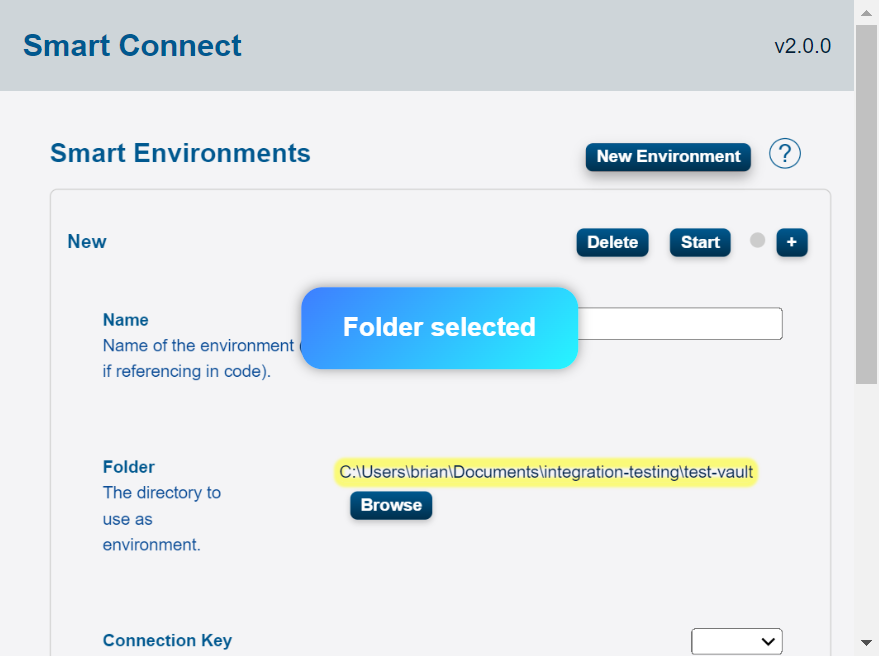 Smart Connect
v2.0.0
Smart Environments
New Environment
?
New
Delete
Start
+
Name
Name of the environment (
if referencing in code).
Folder selected
Folder
The directory to
use as
environment.
C:\Users\brian\Documents\integration-testing\test-vault
Browse
Connection Key